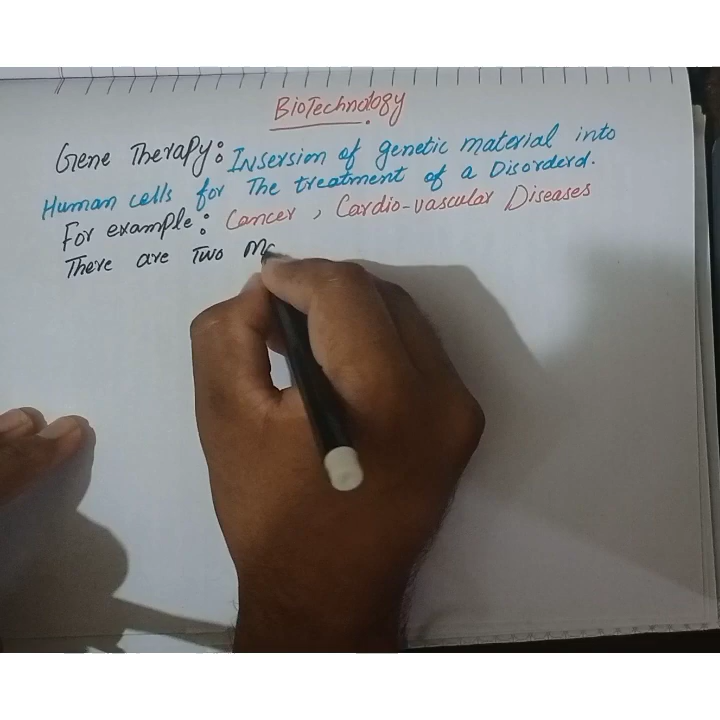 BioTechnology
Gene Therapy: Insersion of genetic material into
Human cells for The treatment of a Disorderd.
For example: Cancer, Cardio-vascular Diseases
There are Two